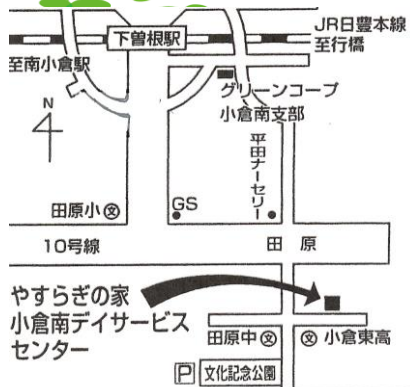 下曽根駅
JR日豊本線
至行橋
至南小倉駅
グリーンコープ
小倉南支部
N
平田ナーセリー
田原小文
GS
10号線
田原
やすらぎの家
小倉南デイサービス
センター
田原中文
文小倉東高
P
文化記念公園